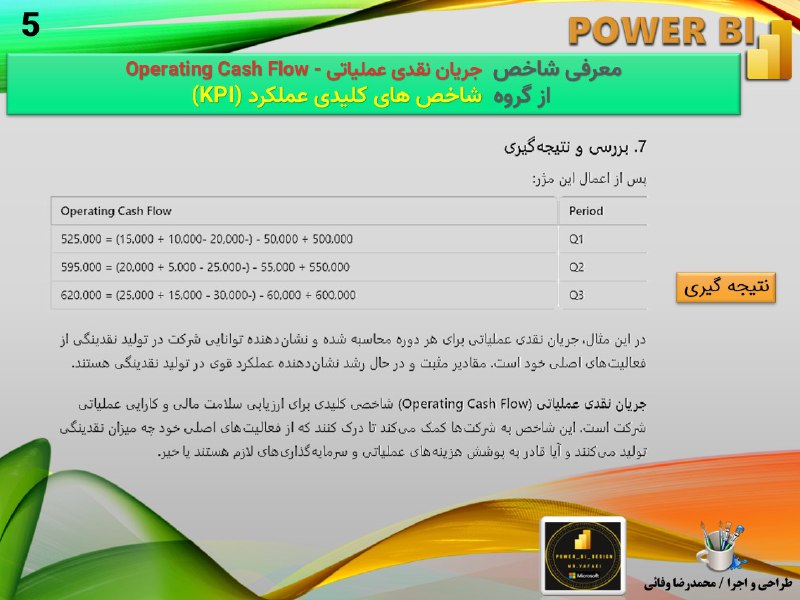 5
POWER BI
معرفی شاخص جریان نقدی عملیاتی - Operating Cash Flow
از گروه شاخص های کلیدی عملکرد (KPI)
7. بررسی و نتیجه‌گیری
پس از اعمال این مژر:
Operating Cash Flow Period
525,000 = (15,000 + 10,000- 20,000-) - 50,000 + 500,000 Q1
595,000 = (20,000 + 5,000 - 25,000-) - 55,000 + 550,000 Q2
620,000 = (25,000 + 15,000 - 30,000-) - 60,000 + 600,000 Q3
نتیجه گیری
در این مثال، جریان نقدی عملیاتی برای هر دوره محاسبه شده و نشان‌دهنده توانایی شرکت در تولید نقدینگی از
فعالیت‌های اصلی خود است. مقادیر مثبت و در حال رشد نشان‌دهنده عملکرد قوی در تولید نقدینگی هستند.
جریان نقدی عملیاتی (Operating Cash Flow) شاخصی کلیدی برای ارزیابی سلامت مالی و کارایی عملیاتی
شرکت است. این شاخص به شرکت‌ها کمک می‌کند تا درک کنند که از فعالیت‌های اصلی خود چه میزان نقدینگی
تولید می‌کنند و آیا قادر به پوشش هزینه‌های عملیاتی و سرمایه‌گذاری‌های لازم هستند یا خیر.
POWER_BI_DESIGN
MR.VAFAEI
Microsoft
طراحی و اجرا / محمدرضا وفائی